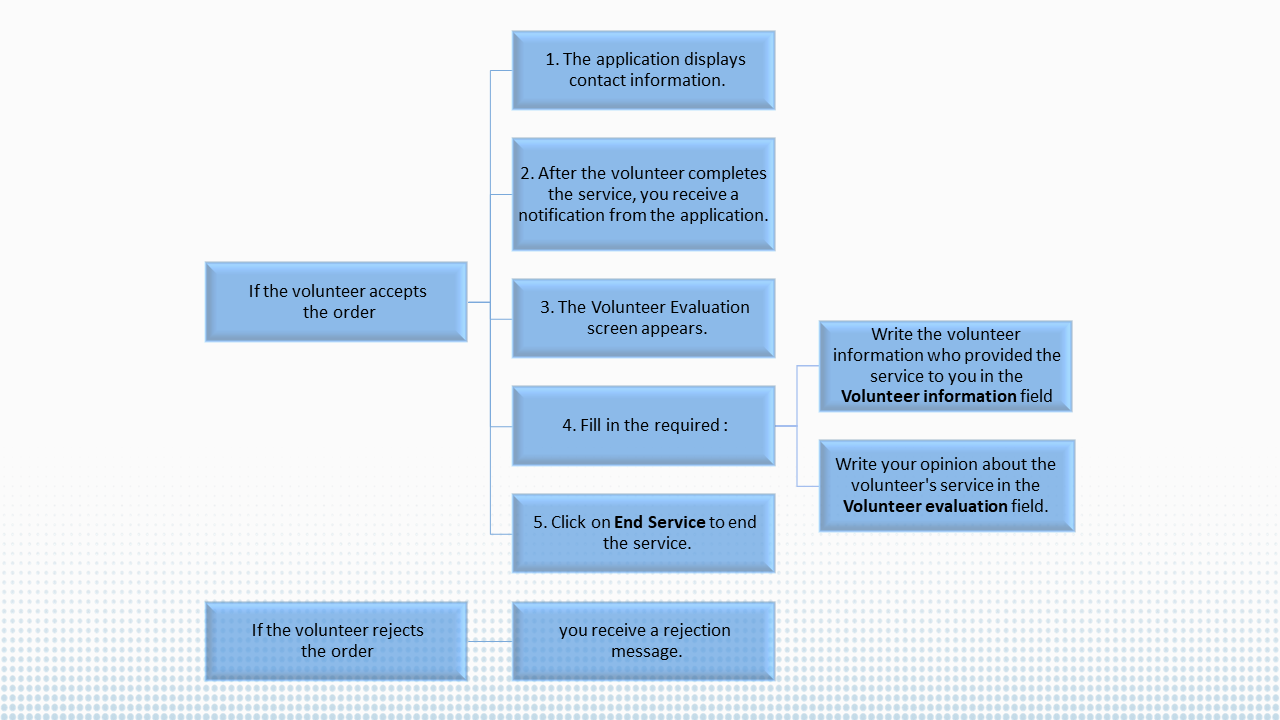 If the volunteer accepts
the order
1. The application displays
contact information.
2. After the volunteer completes
the service, you receive a
notification from the application.
3. The Volunteer Evaluation
screen appears.
4. Fill in the required :
Write the volunteer
information who provided the
service to you in the
Volunteer information field
Write your opinion about the
volunteer's service in the
Volunteer evaluation field.
5. Click on End Service to end
the service.
If the volunteer rejects
the order
you receive a rejection
message.